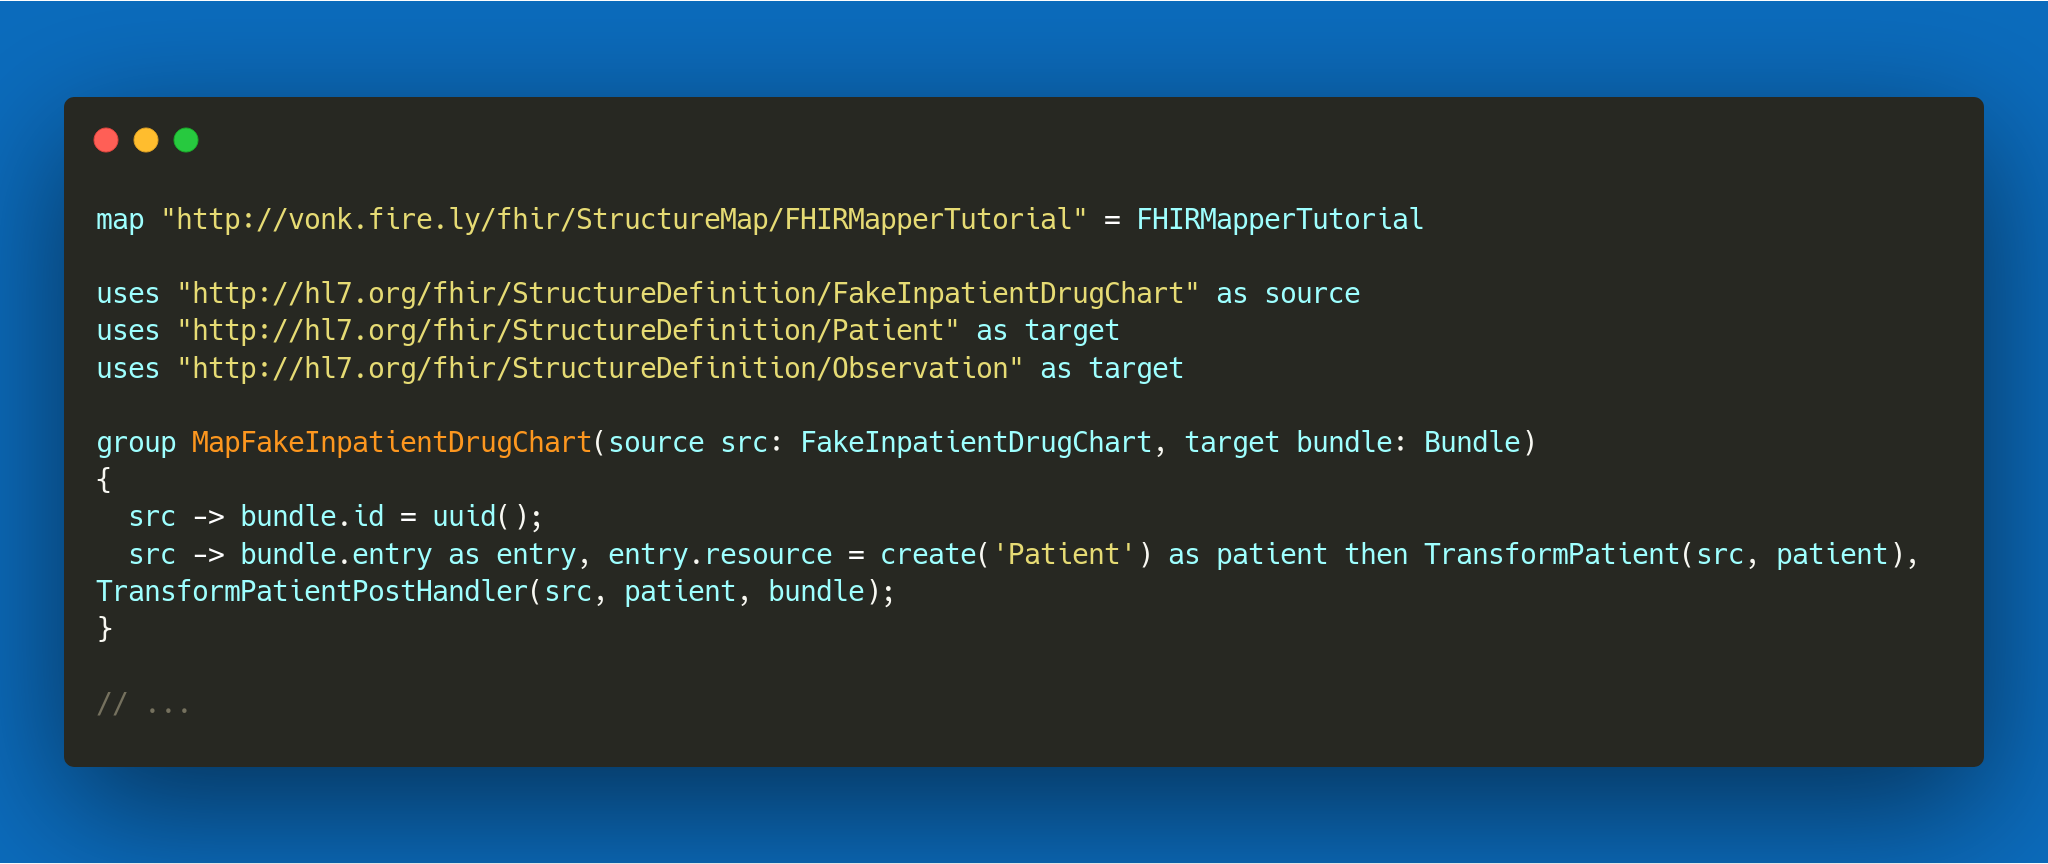 map "http://vonk.fire.ly/fhir/StructureMap/FHIRMapperTutorial" = FHIRMapperTutorial
uses "http://hl7.org/fhir/StructureDefinition/FakeInpatientDrugChart" as source
uses "http://hl7.org/fhir/StructureDefinition/Patient" as target
uses "http://hl7.org/fhir/StructureDefinition/Observation" as target
group MapFakeInpatientDrugChart(source src: FakeInpatientDrugChart, target bundle: Bundle)
{
  src -> bundle.id = uuid();
  src -> bundle.entry as entry, entry.resource = create('Patient') as patient then TransformPatient(src, patient),
TransformPatientPostHandler(src, patient, bundle);
}
// ...